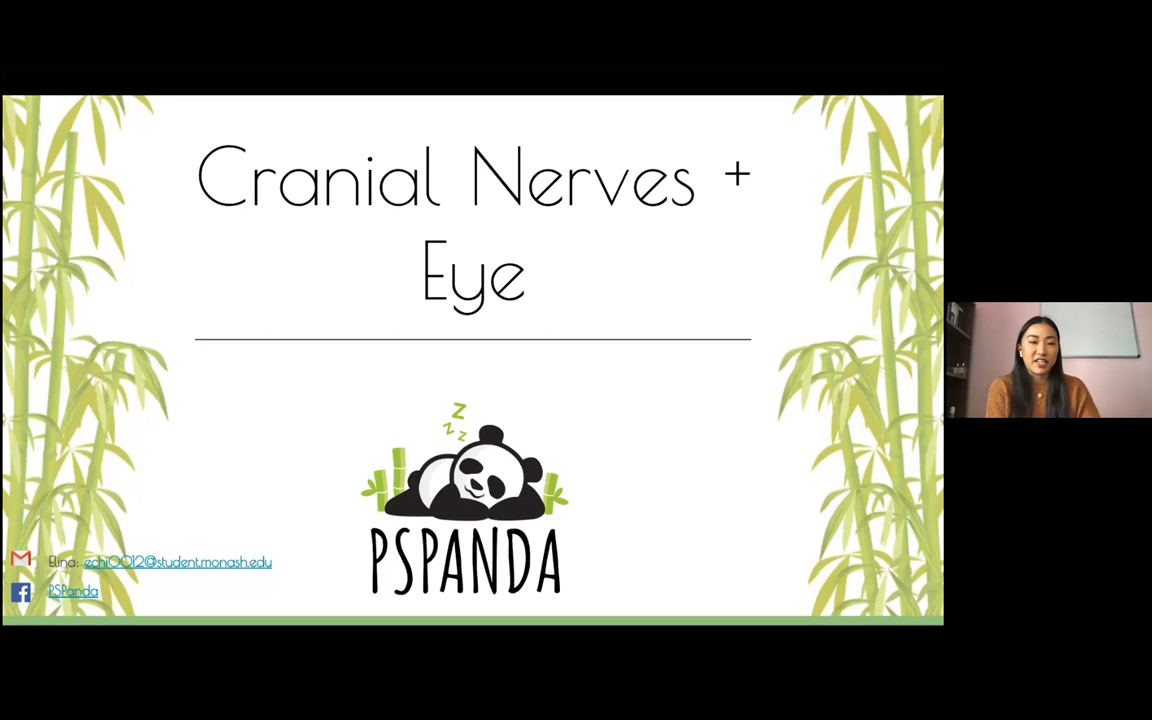 Cranial Nerves +
Eye
z
z
z
PSPANDA
Elina: echi0012@student.monash.edu
PSPanda